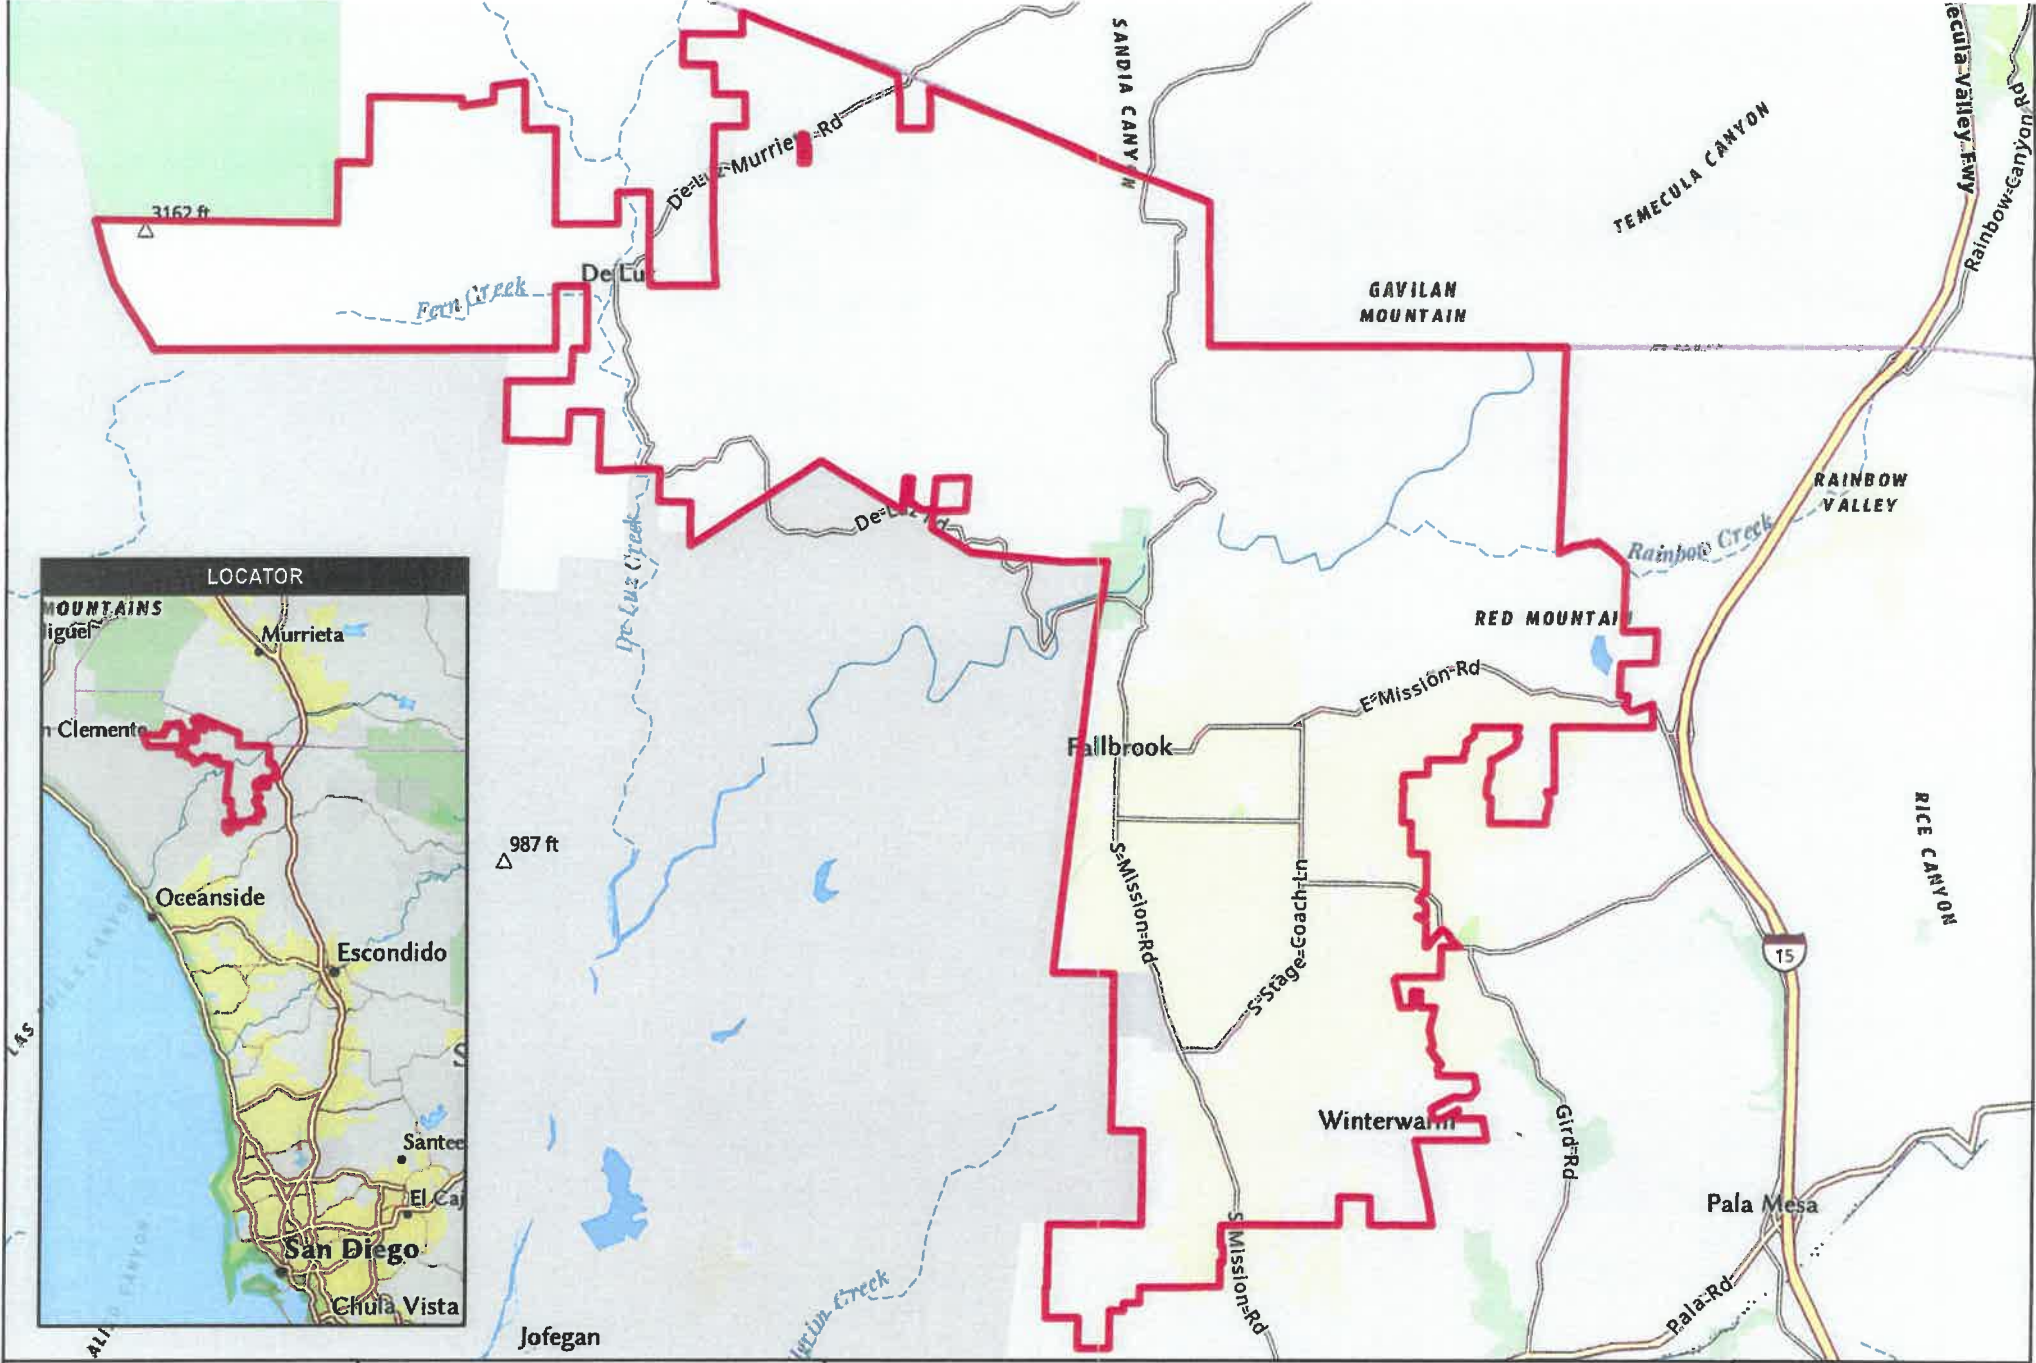 SANDIA CANYON
Temecula-Valley Fwy
Rainbow-Canyon-Rd
De-Luz-Murrieta-Rd
TEMECULA CANYON
3162 ft
De Luz
Fern Creek
GAVILAN
MOUNTAIN
RAINBOW
VALLEY
De-Luz Rd
Rainbow Creek
De Luz Creek
RED MOUNTAIN
E-Mission-Rd
Fallbrook
987 ft
S-Mission-Rd
S-Stage-Coach-Ln
RICE CANYON
15
Winterwarm
Gird-Rd
Pala Mesa
S-Mission-Rd
Pala-Rd
Jofegan
LAS
LOCATOR
MOUNTAINS
iguel
Murrieta
n Clemente
Oceanside
Escondido
Santee
El Caj
San Diego
Chula Vista
S